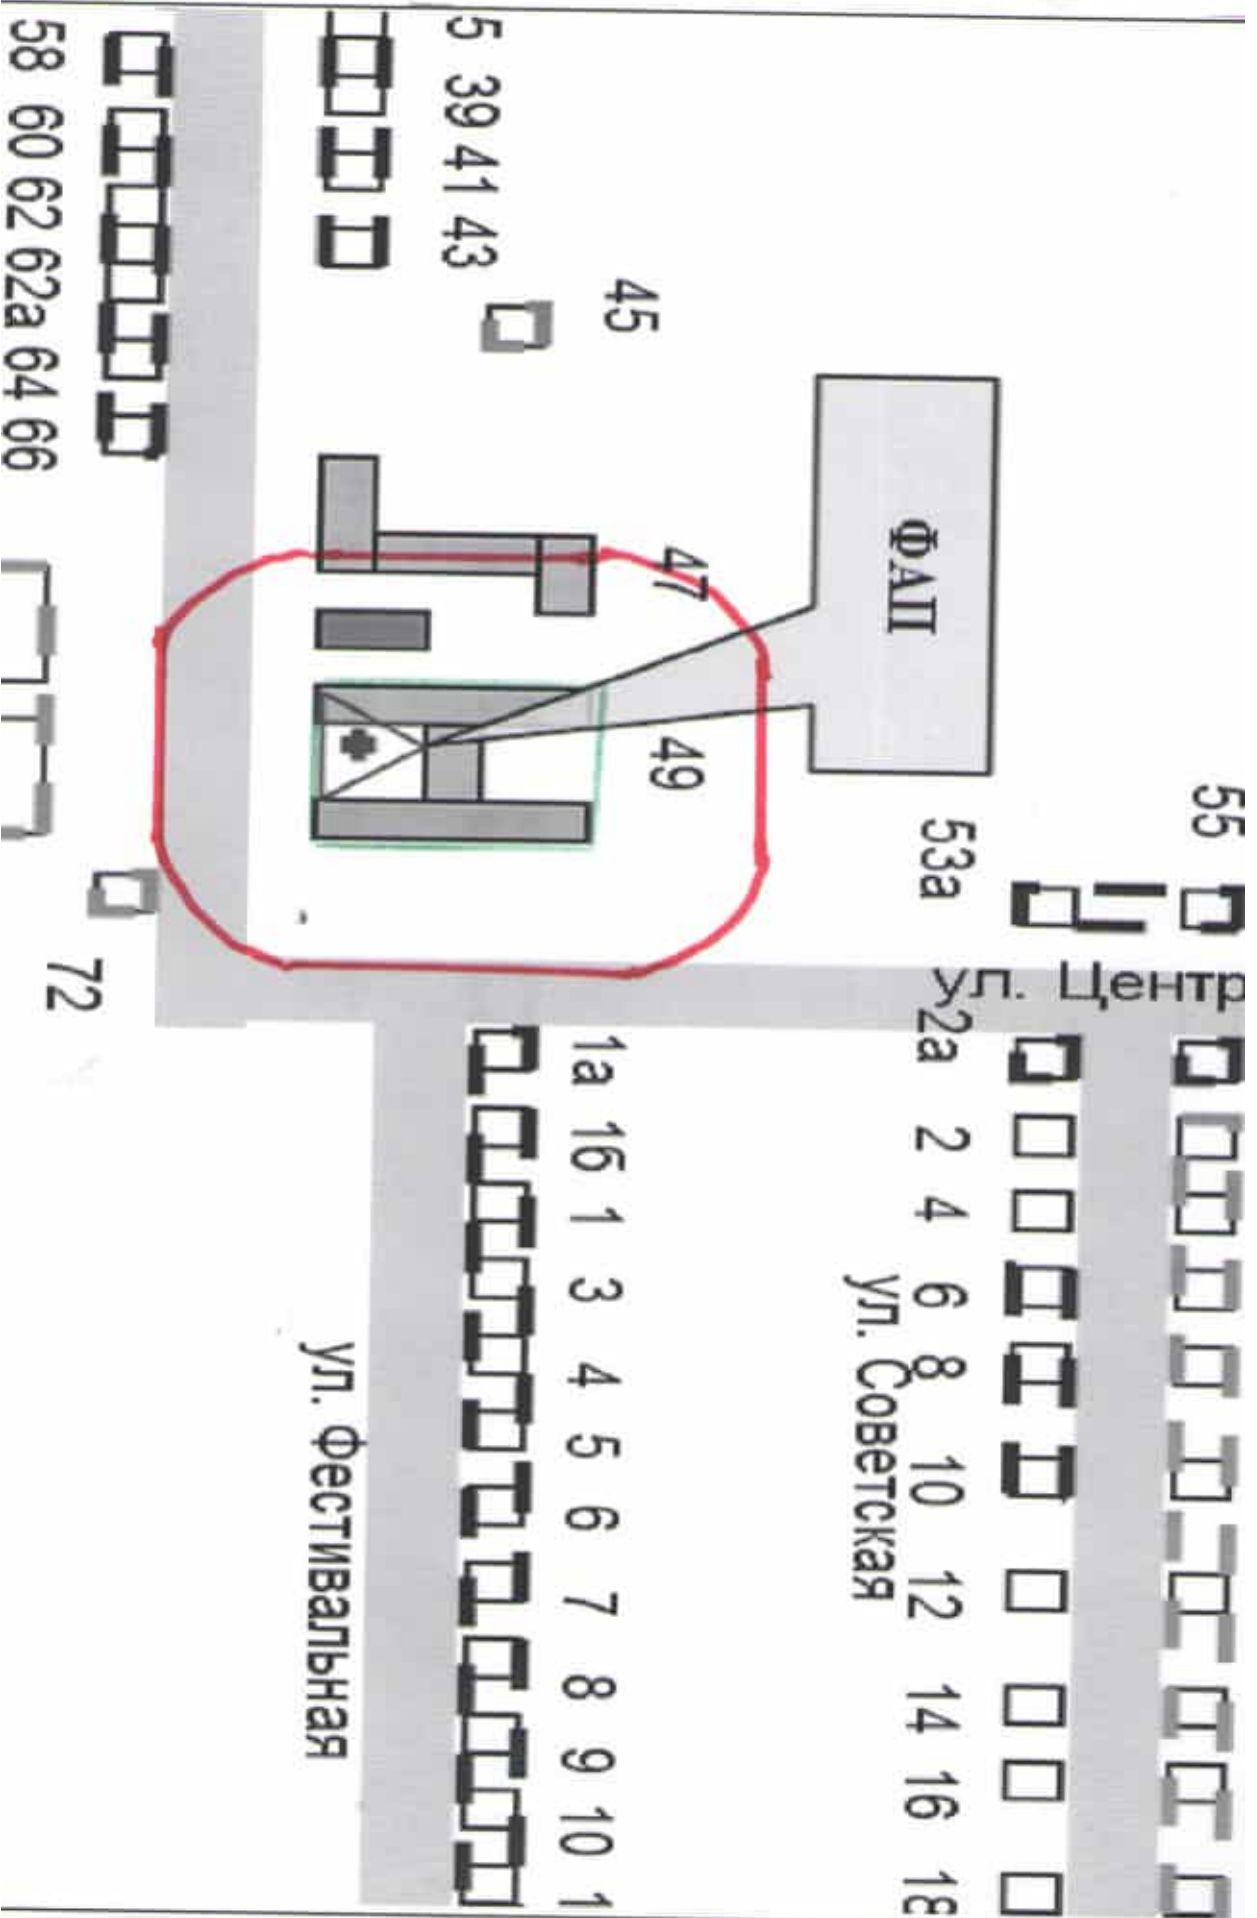 55
ул. Центр
53а 2а 2 4 6 8 10 12 14 16 18
ул. Советская
ФАП
45
47 49
1а 1б 1 3 4 5 6 7 8 9 10 1
5 39 41 43
ул. Фестивальная
72
58 60 62 62а 64 66